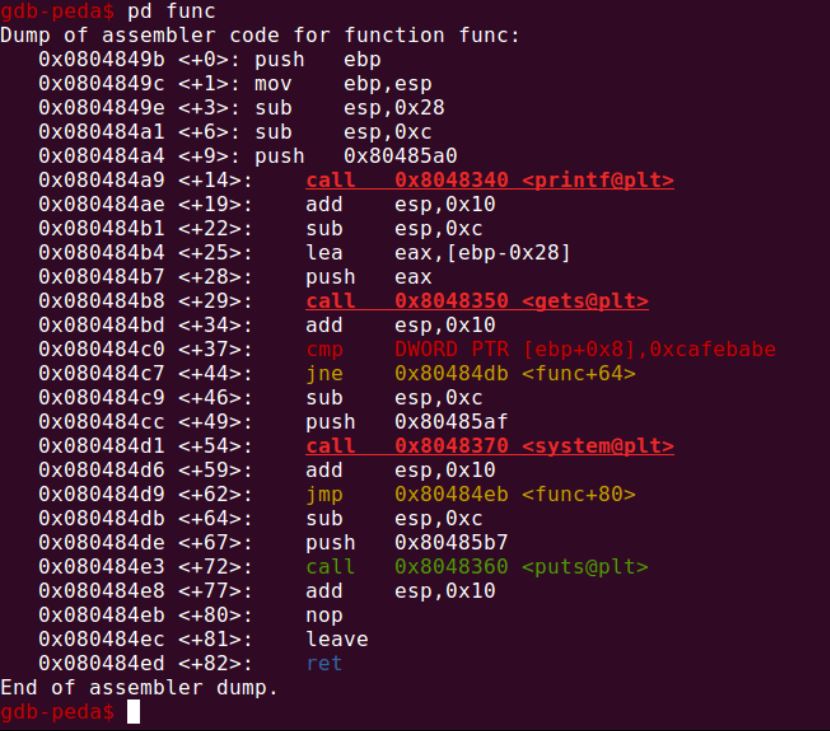 gdb-peda$ pd func
Dump of assembler code for function func:
   0x0804849b <+0>: push   ebp
   0x0804849c <+1>: mov    ebp,esp
   0x0804849e <+3>: sub    esp,0x28
   0x080484a1 <+6>: sub    esp,0xc
   0x080484a4 <+9>: push   0x80485a0
   0x080484a9 <+14>:    call   0x8048340 <printf@plt>
   0x080484ae <+19>:    add    esp,0x10
   0x080484b1 <+22>:    sub    esp,0xc
   0x080484b4 <+25>:    lea    eax,[ebp-0x28]
   0x080484b7 <+28>:    push   eax
   0x080484b8 <+29>:    call   0x8048350 <gets@plt>
   0x080484bd <+34>:    add    esp,0x10
   0x080484c0 <+37>:    cmp    DWORD PTR [ebp+0x8],0xcafebabe
   0x080484c7 <+44>:    jne    0x80484db <func+64>
   0x080484c9 <+46>:    sub    esp,0xc
   0x080484cc <+49>:    push   0x80485af
   0x080484d1 <+54>:    call   0x8048370 <system@plt>
   0x080484d6 <+59>:    add    esp,0x10
   0x080484d9 <+62>:    jmp    0x80484eb <func+80>
   0x080484db <+64>:    sub    esp,0xc
   0x080484de <+67>:    push   0x80485b7
   0x080484e3 <+72>:    call   0x8048360 <puts@plt>
   0x080484e8 <+77>:    add    esp,0x10
   0x080484eb <+80>:    nop
   0x080484ec <+81>:    leave
   0x080484ed <+82>:    ret
End of assembler dump.
gdb-peda$